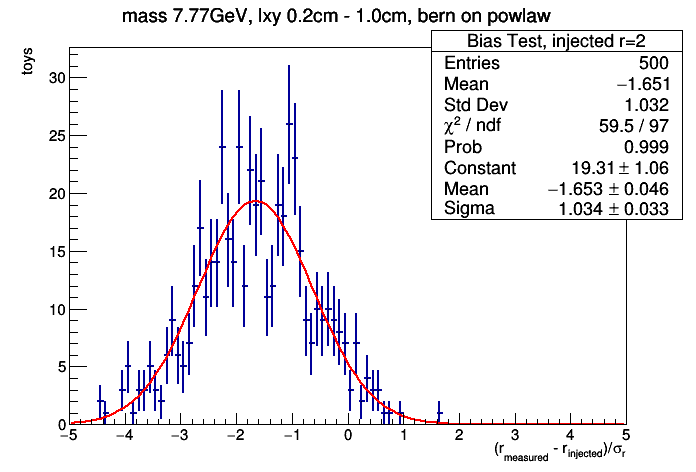 mass 7.77GeV, lxy 0.2cm - 1.0cm, bern on powlaw
toys
Bias Test, injected r=2
Entries 500
Mean −1.651
Std Dev 1.032
χ² / ndf 59.5 / 97
Prob 0.999
Constant 19.31 ± 1.06
Mean −1.653 ± 0.046
Sigma 1.034 ± 0.033
30
25
20
15
10
5
0
−5 −4 −3 −2 −1 0 1 2 3 4 5
(r_measured - r_injected)/σ_r